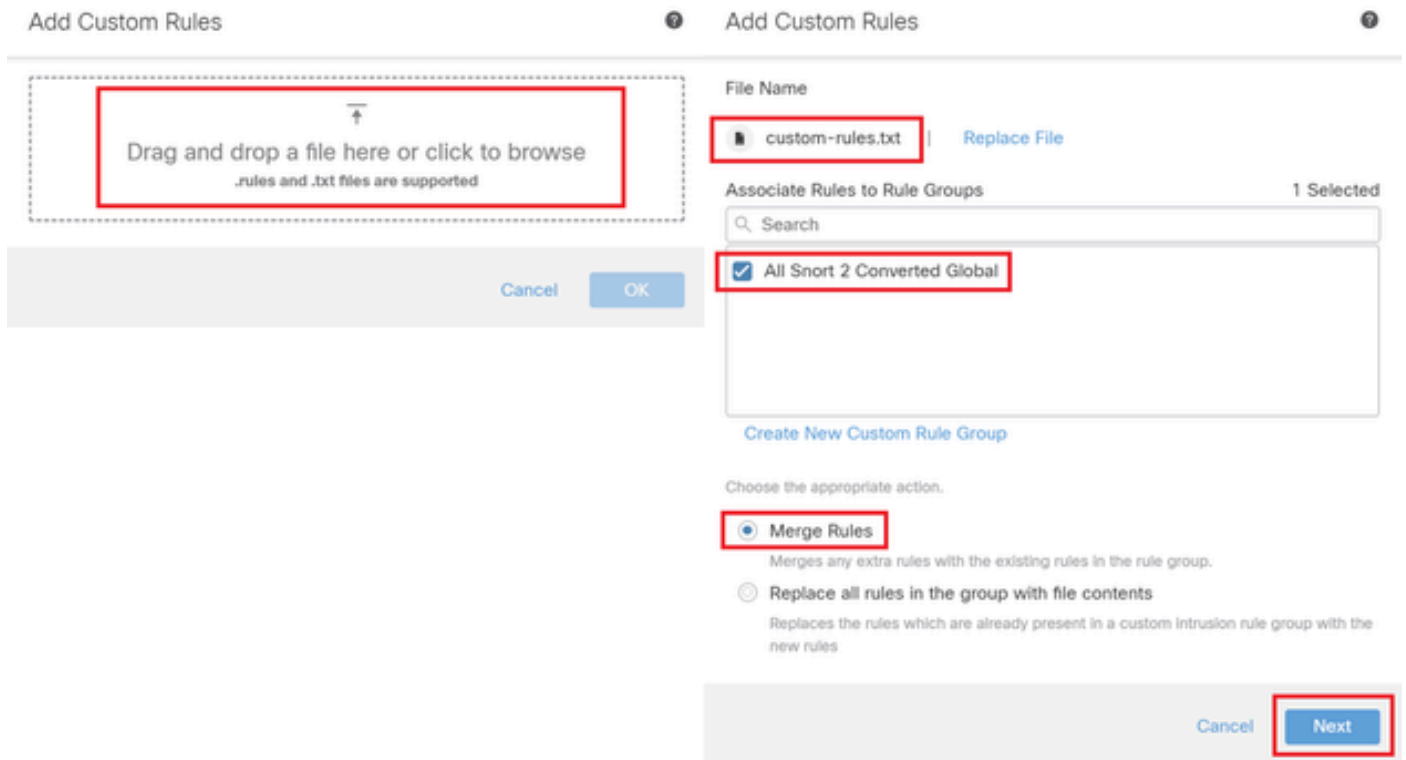 Add Custom Rules
Drag and drop a file here or click to browse
.rules and .txt files are supported
Cancel
OK
Add Custom Rules
File Name
custom-rules.txt | Replace File
Associate Rules to Rule Groups 1 Selected
Search
All Snort 2 Converted Global
Create New Custom Rule Group
Choose the appropriate action.
Merge Rules
Merges any extra rules with the existing rules in the rule group.
Replace all rules in the group with file contents
Replaces the rules which are already present in a custom intrusion rule group with the
new rules
Cancel
Next